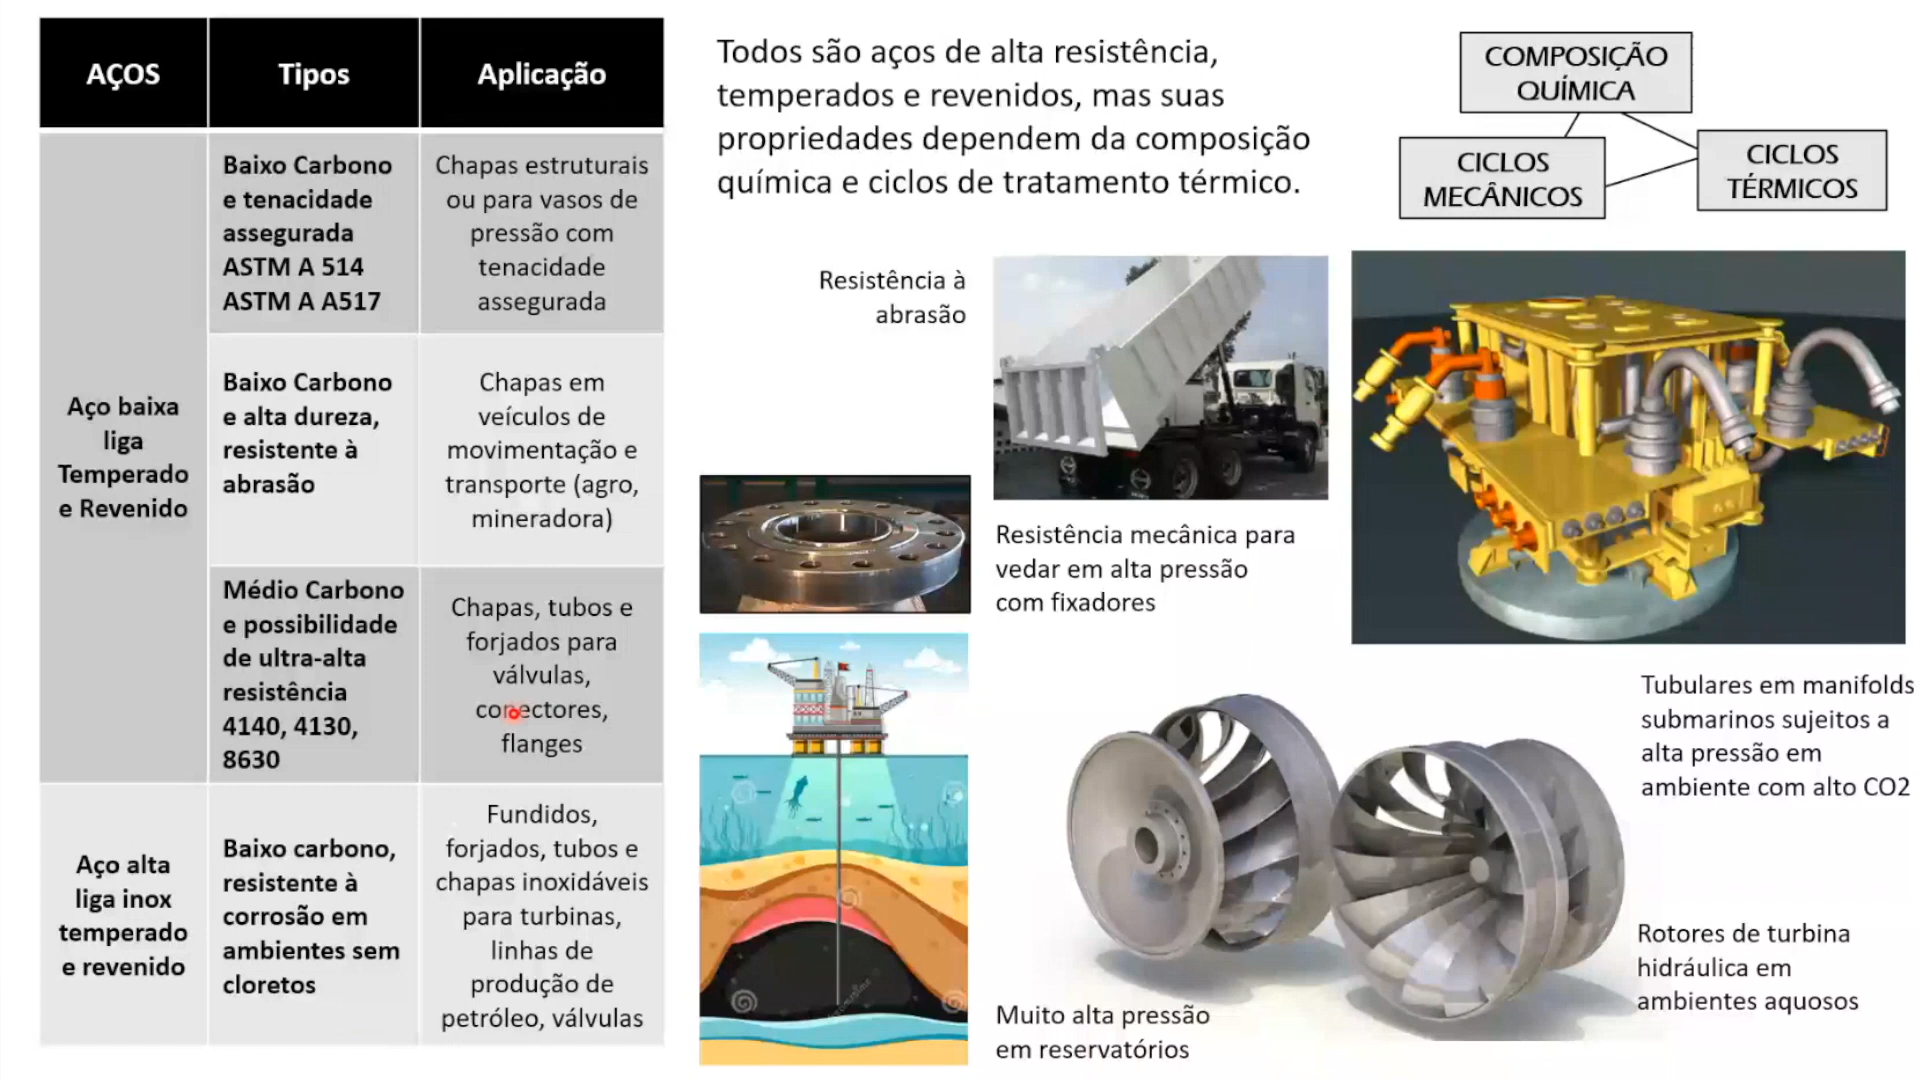 AÇOS
Tipos
Aplicação
Aço baixa
liga
Temperado
e Revenido
Baixo Carbono
e tenacidade
assegurada
ASTM A 514
ASTM A A517
Chapas estruturais
ou para vasos de
pressão com
tenacidade
assegurada
Baixo Carbono
e alta dureza,
resistente à
abrasão
Chapas em
veículos de
movimentação e
transporte (agro,
mineradora)
Médio Carbono
e possibilidade
de ultra-alta
resistência
4140, 4130,
8630
Chapas, tubos e
forjados para
válvulas,
conectores,
flanges
Aço alta
liga inox
temperado
e revenido
Baixo carbono,
resistente à
corrosão em
ambientes sem
cloretos
Fundidos,
forjados, tubos e
chapas inoxidáveis
para turbinas,
linhas de
produção de
petróleo, válvulas
Todos são aços de alta resistência,
temperados e revenidos, mas suas
propriedades dependem da composição
química e ciclos de tratamento térmico.
COMPOSIÇÃO
QUÍMICA
CICLOS
MECÂNICOS
CICLOS
TÉRMICOS
Resistência à
abrasão
Resistência mecânica para
vedar em alta pressão
com fixadores
Tubulares em manifolds
submarinos sujeitos a
alta pressão em
ambiente com alto CO2
Rotores de turbina
hidráulica em
ambientes aquosos
Muito alta pressão
em reservatórios